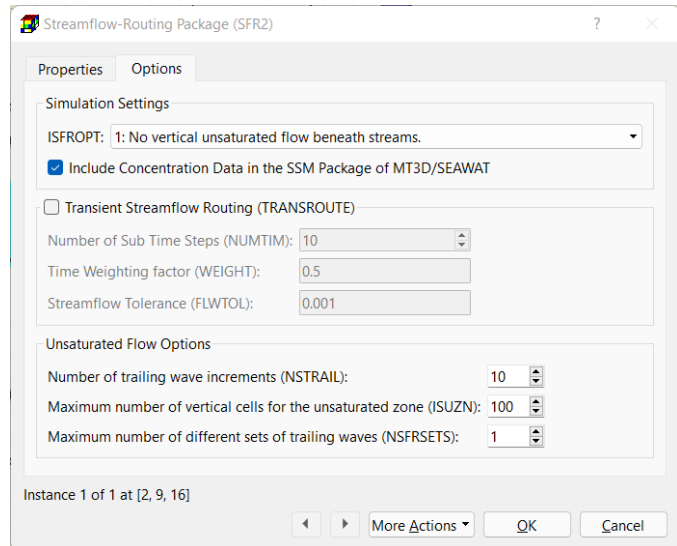 Streamflow-Routing Package (SFR2) ?
Properties Options
Simulation Settings
ISFROPT: 1: No vertical unsaturated flow beneath streams.
Include Concentration Data in the SSM Package of MT3D/SEAWAT
Transient Streamflow Routing (TRANSROUTE)
Number of Sub Time Steps (NUMTIM): 10
Time Weighting factor (WEIGHT): 0.5
Streamflow Tolerance (FLWTOL): 0.001
Unsaturated Flow Options
Number of trailing wave increments (NSTRAIL): 10
Maximum number of vertical cells for the unsaturated zone (ISUZN): 100
Maximum number of different sets of trailing waves (NSFRSETS): 1
Instance 1 of 1 at [2, 9, 16]
More Actions OK Cancel